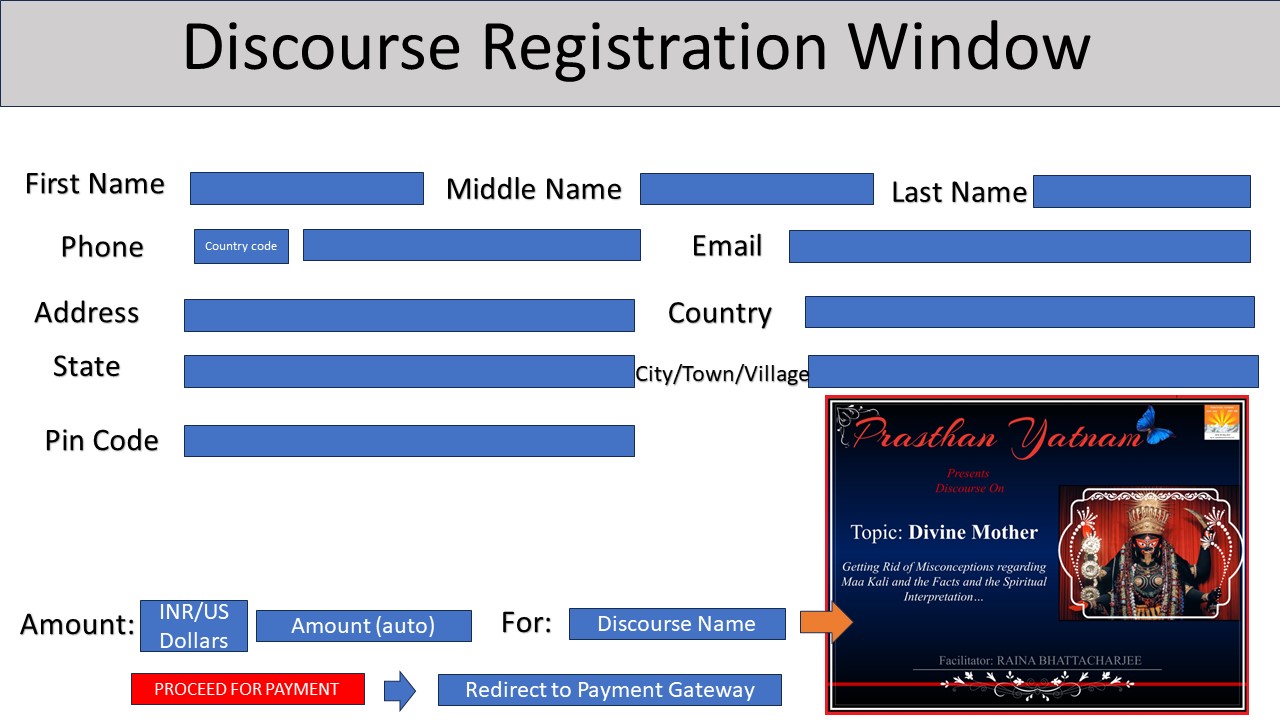 Discourse Registration Window
First Name
Middle Name
Last Name
Phone
Country code
Email
Address
Country
State
City/Town/Village
Pin Code
Prasthan Yatnam
Presents
Discourse On
Topic: Divine Mother
Getting Rid of Misconceptions regarding
Maa Kali and the Facts and the Spiritual
Interpretation...
Facilitator: RAINA BHATTACHARJEE
Amount:
INR/US
Dollars
Amount (auto)
For:
Discourse Name
PROCEED FOR PAYMENT
Redirect to Payment Gateway